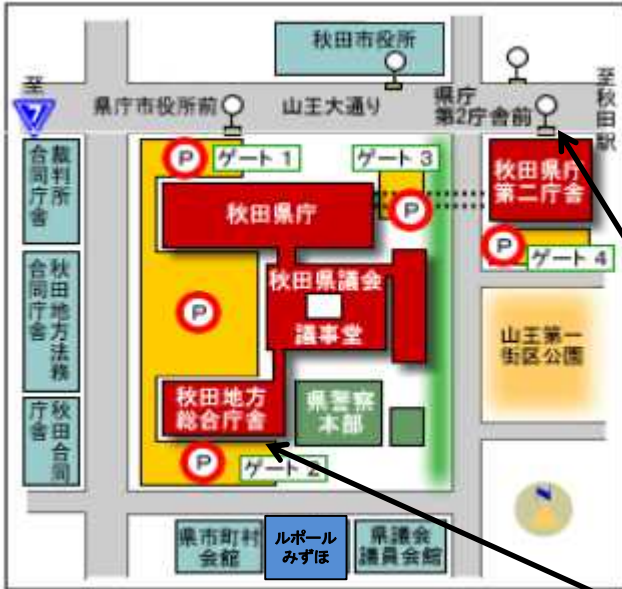 秋田市役所
至
7
県庁市役所前
山王大通り
県庁
第2庁舎前
至秋田駅
P
ゲート 1
ゲート 3
P
秋田県庁
秋田県庁
第二庁舎
P
ゲート 4
裁判所
合同庁舎
秋田地方法務
合同庁舎
秋田合同
庁舎
秋田県議会
議事堂
P
山王第一
街区公園
秋田地方
総合庁舎
県警察
本部
P
ゲート 2
N
県市町村
会館
ルポール
みずほ
県議会
議員会館